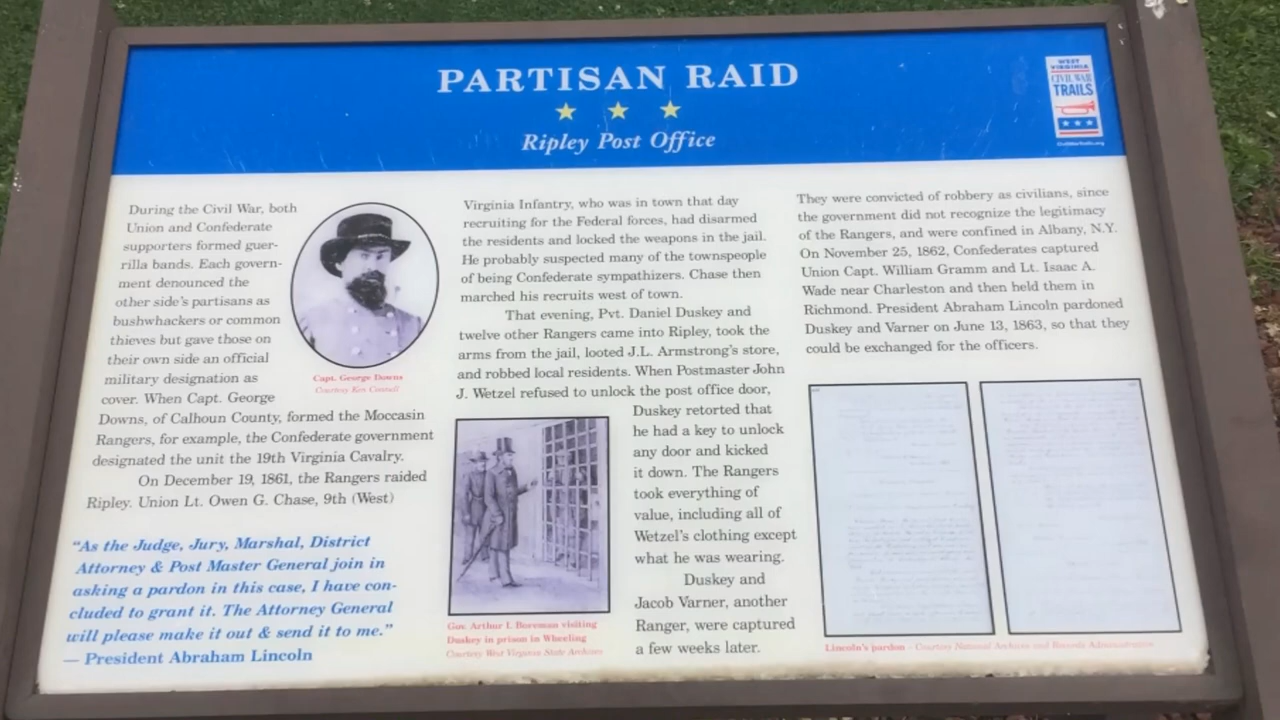 PARTISAN RAID
Ripley Post Office
WEST
VIRGINIA
CIVIL WAR
TRAILS
CivilWarTrails.org
During the Civil War, both
Union and Confederate
supporters formed guer-
rilla bands. Each govern-
ment denounced the
other side's partisans as
bushwhackers or common
thieves but gave those on
their own side an official
military designation as
cover. When Capt. George
Downs, of Calhoun County, formed the Moccasin
Rangers, for example, the Confederate government
designated the unit the 19th Virginia Cavalry.
On December 19, 1861, the Rangers raided
Ripley. Union Lt. Owen G. Chase, 9th (West)
Capt. George Downs
Courtesy Ken
"As the Judge, Jury, Marshal, District
Attorney & Post Master General join in
asking a pardon in this case, I have con-
cluded to grant it. The Attorney General
will please make it out & send it to me."
— President Abraham Lincoln
Virginia Infantry, who was in town that day
recruiting for the Federal forces, had disarmed
the residents and locked the weapons in the jail.
He probably suspected many of the townspeople
of being Confederate sympathizers. Chase then
marched his recruits west of town.
That evening, Pvt. Daniel Duskey and
twelve other Rangers came into Ripley, took the
arms from the jail, looted J.L. Armstrong's store,
and robbed local residents. When Postmaster John
J. Wetzel refused to unlock the post office door,
Duskey retorted that
he had a key to unlock
any door and kicked
it down. The Rangers
took everything of
value, including all of
Wetzel's clothing except
what he was wearing.
Duskey and
Jacob Varner, another
Ranger, were captured
a few weeks later.
Gov. Arthur I. Boreman visiting
Duskey in prison in Wheeling
Courtesy West Virginia State Archives
They were convicted of robbery as civilians, since
the government did not recognize the legitimacy
of the Rangers, and were confined in Albany, N.Y.
On November 25, 1862, Confederates captured
Union Capt. William Gramm and Lt. Isaac A.
Wade near Charleston and then held them in
Richmond. President Abraham Lincoln pardoned
Duskey and Varner on June 13, 1863, so that they
could be exchanged for the officers.
Lincoln's pardon – Courtesy National Archives and Records Administration